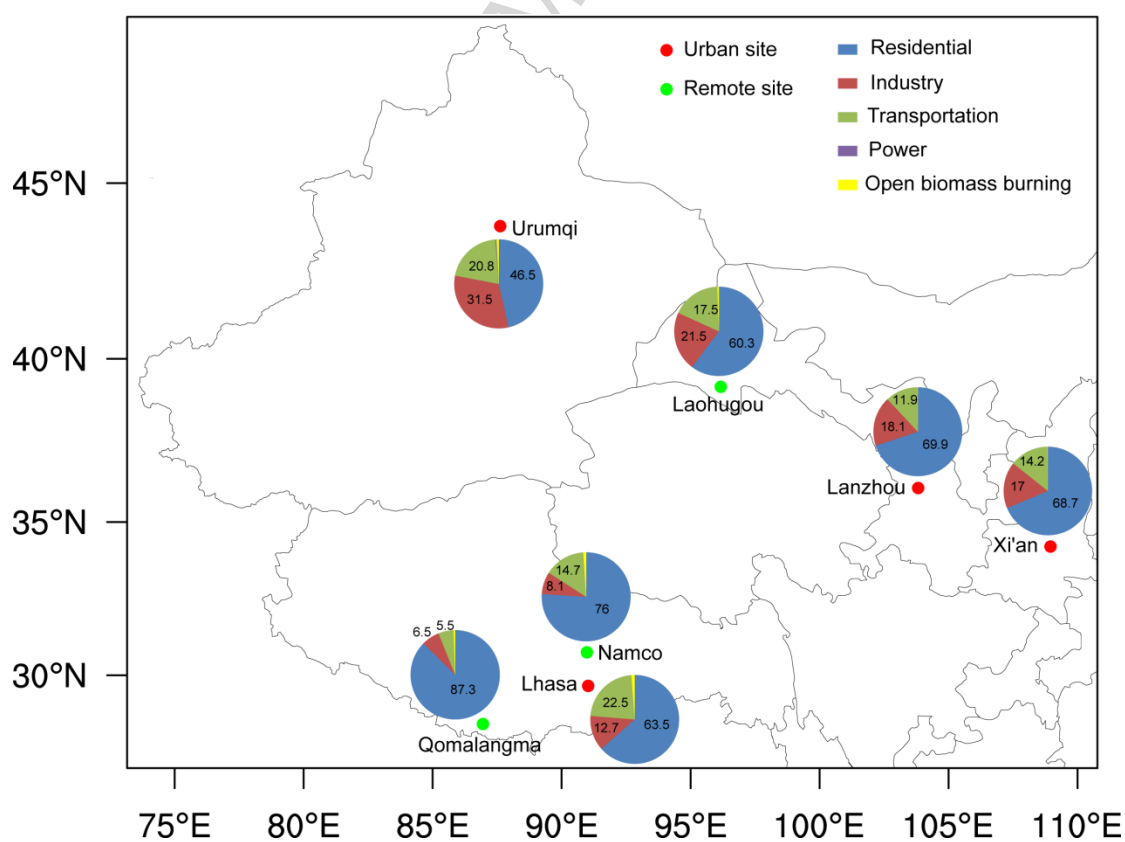 Urban site
Remote site
Residential
Industry
Transportation
Power
Open biomass burning
45°N
40°N
35°N
30°N
Urumqi
20.8
46.5
31.5
17.5
21.5
60.3
Laohugou
11.9
18.1
69.9
Lanzhou
14.2
17
68.7
Xi'an
14.7
8.1
76
Namco
6.5
5.5
87.3
Qomalangma
Lhasa
22.5
12.7
63.5
75°E
80°E
85°E
90°E
95°E
100°E
105°E
110°E